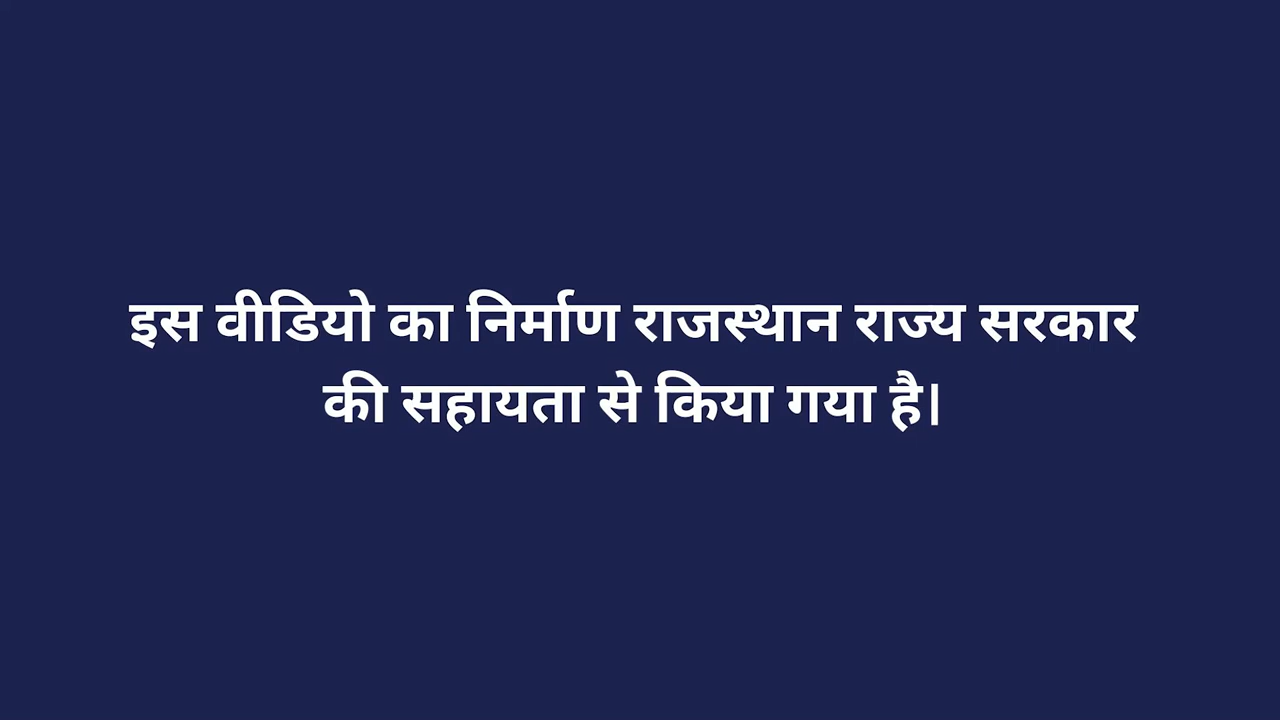 इस वीडियो का निर्माण राजस्थान राज्य सरकार
की सहायता से किया गया है।